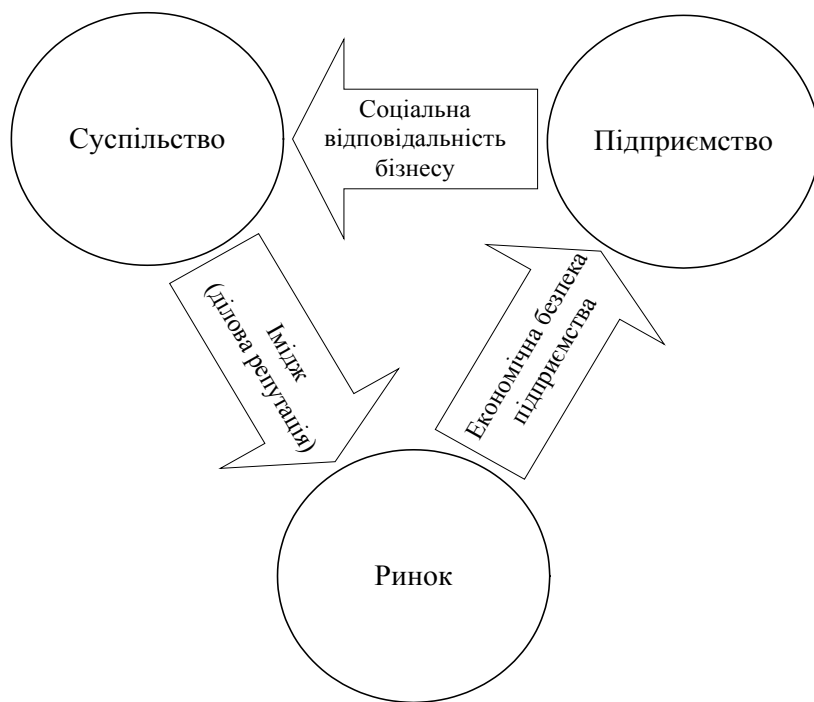 Суспільство
Соціальна
відповідальність
бізнесу
Підприємство
Імідж
(ділова репутація)
Економічна безпека
підприємства
Ринок